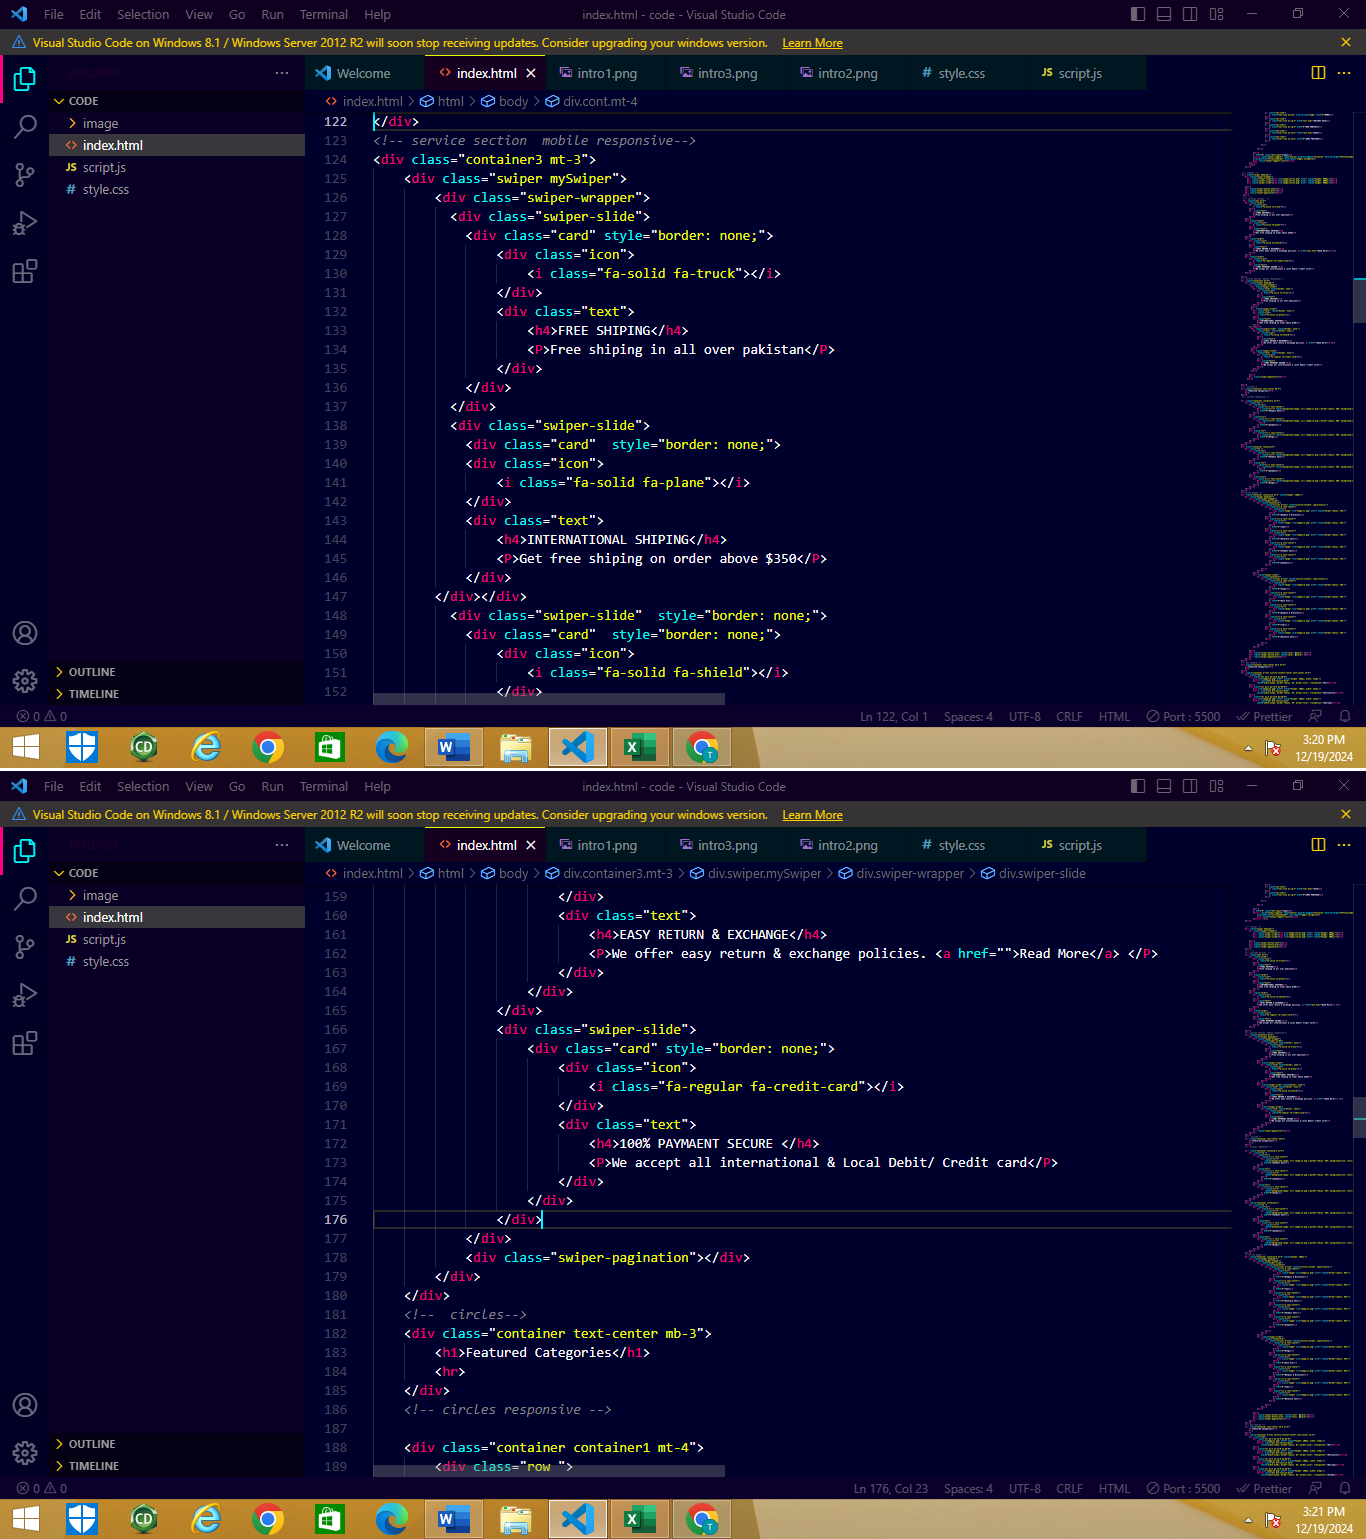 File Edit Selection View Go Run Terminal Help index.html - code - Visual Studio Code
Visual Studio Code on Windows 8.1 / Windows Server 2012 R2 will soon stop receiving updates. Consider upgrading your windows version. Learn More
EXPLORER ··· Welcome <> index.html × intro1.png intro3.png intro2.png # style.css JS script.js ···
CODE
image
<> index.html
JS script.js
# style.css
OUTLINE
TIMELINE
<> index.html > html > body > div.cont.mt-4
122 </div>
123 <!-- service section  mobile responsive-->
124 <div class="container3 mt-3">
125 <div class="swiper mySwiper">
126 <div class="swiper-wrapper">
127 <div class="swiper-slide">
128 <div class="card" style="border: none;">
129 <div class="icon">
130 <i class="fa-solid fa-truck"></i>
131 </div>
132 <div class="text">
133 <h4>FREE SHIPING</h4>
134 <P>Free shiping in all over pakistan</P>
135 </div>
136 </div>
137 </div>
138 <div class="swiper-slide">
139 <div class="card"  style="border: none;">
140 <div class="icon">
141 <i class="fa-solid fa-plane"></i>
142 </div>
143 <div class="text">
144 <h4>INTERNATIONAL SHIPING</h4>
145 <P>Get free shiping on order above $350</P>
146 </div>
147 </div></div>
148 <div class="swiper-slide"  style="border: none;">
149 <div class="card"  style="border: none;">
150 <div class="icon">
151 <i class="fa-solid fa-shield"></i>
152 </div>
0 0 Ln 122, Col 1 Spaces: 4 UTF-8 CRLF HTML Port : 5500 Prettier
3:20 PM
12/19/2024
File Edit Selection View Go Run Terminal Help index.html - code - Visual Studio Code
Visual Studio Code on Windows 8.1 / Windows Server 2012 R2 will soon stop receiving updates. Consider upgrading your windows version. Learn More
EXPLORER ··· Welcome <> index.html × intro1.png intro3.png intro2.png # style.css JS script.js ···
CODE
image
<> index.html
JS script.js
# style.css
OUTLINE
TIMELINE
<> index.html > html > body > div.container3.mt-3 > div.swiper.mySwiper > div.swiper-wrapper > div.swiper-slide
159 </div>
160 <div class="text">
161 <h4>EASY RETURN & EXCHANGE</h4>
162 <P>We offer easy return & exchange policies. <a href="">Read More</a> </P>
163 </div>
164 </div>
165 </div>
166 <div class="swiper-slide">
167 <div class="card" style="border: none;">
168 <div class="icon">
169 <i class="fa-regular fa-credit-card"></i>
170 </div>
171 <div class="text">
172 <h4>100% PAYMAENT SECURE </h4>
173 <P>We accept all international & Local Debit/ Credit card</P>
174 </div>
175 </div>
176 </div>
177 </div>
178 <div class="swiper-pagination"></div>
179 </div>
180 </div>
181 <!--  circles-->
182 <div class="container text-center mb-3">
183 <h1>Featured Categories</h1>
184 <hr>
185 </div>
186 <!-- circles responsive -->
187
188 <div class="container container1 mt-4">
189 <div class="row ">
0 0 Ln 176, Col 23 Spaces: 4 UTF-8 CRLF HTML Port : 5500 Prettier
3:21 PM
12/19/2024